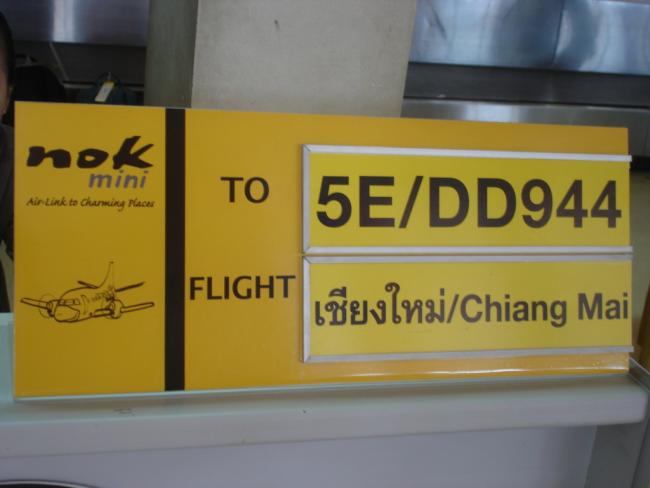 nok
mini
Air-Link to Charming Places
TO
5E/DD944
FLIGHT
เชียงใหม่/Chiang Mai